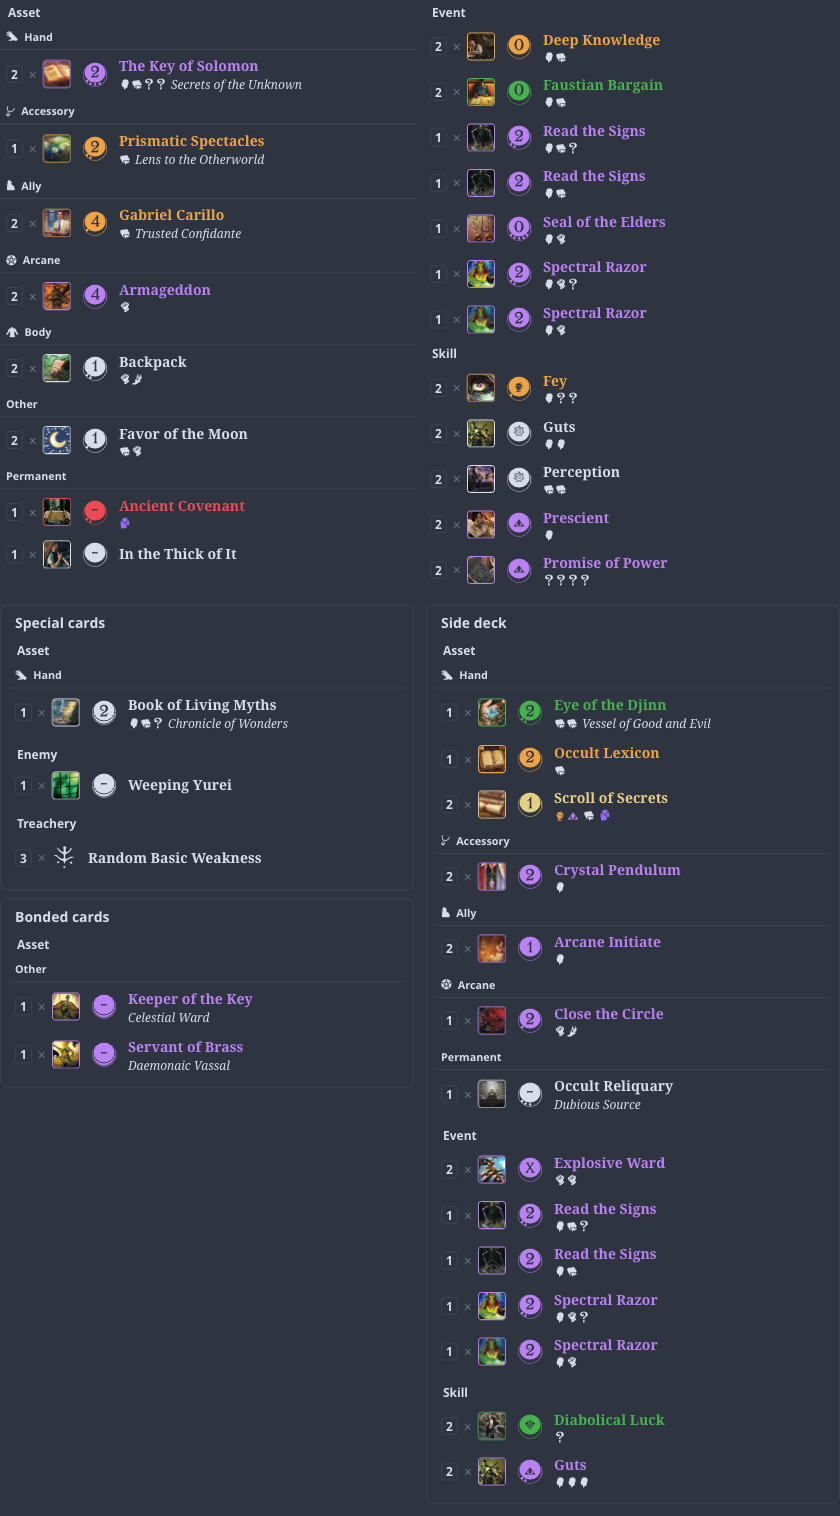 Asset
Hand
2 × 2 The Key of Solomon
Secrets of the Unknown
Accessory
1 × 2 Prismatic Spectacles
Lens to the Otherworld
Ally
2 × 4 Gabriel Carillo
Trusted Confidante
Arcane
2 × 4 Armageddon
Body
2 × 1 Backpack
Other
2 × 1 Favor of the Moon
Permanent
1 × – Ancient Covenant
1 × – In the Thick of It
Event
2 × 0 Deep Knowledge
2 × 0 Faustian Bargain
1 × 2 Read the Signs
?
1 × 2 Read the Signs
1 × 0 Seal of the Elders
1 × 2 Spectral Razor
?
1 × 2 Spectral Razor
Skill
2 × Fey
? ?
2 × Guts
2 × Perception
2 × Prescient
2 × Promise of Power
? ? ? ?
Special cards
Asset
Hand
1 × 2 Book of Living Myths
? Chronicle of Wonders
Enemy
1 × – Weeping Yurei
Treachery
3 × Random Basic Weakness
Bonded cards
Asset
Other
1 × – Keeper of the Key
Celestial Ward
1 × – Servant of Brass
Daemonaic Vassal
Side deck
Asset
Hand
1 × 2 Eye of the Djinn
Vessel of Good and Evil
1 × 2 Occult Lexicon
2 × 1 Scroll of Secrets
Accessory
2 × 2 Crystal Pendulum
Ally
2 × 1 Arcane Initiate
Arcane
1 × 2 Close the Circle
Permanent
1 × – Occult Reliquary
Dubious Source
Event
2 × X Explosive Ward
1 × 2 Read the Signs
?
1 × 2 Read the Signs
1 × 2 Spectral Razor
?
1 × 2 Spectral Razor
Skill
2 × Diabolical Luck
?
2 × Guts